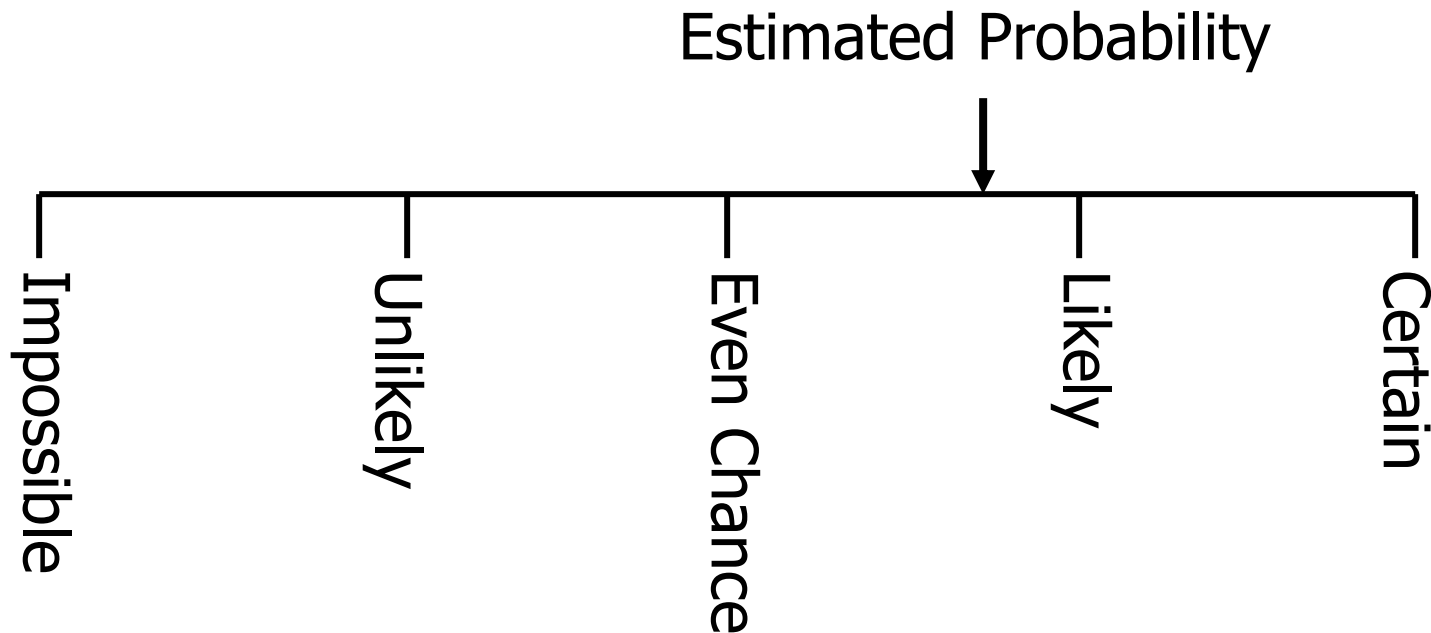 Estimated Probability
Impossible
Unlikely
Even Chance
Likely
Certain